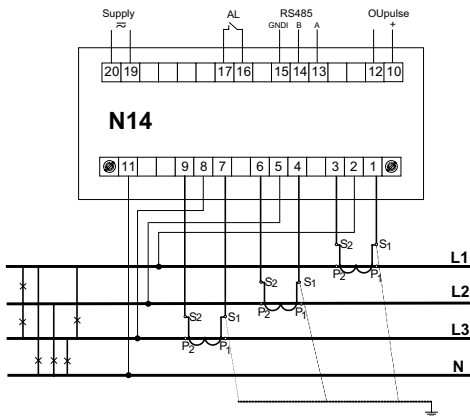 Supply AL RS485 OUpulse
≂ GNDI B A +
20 19 17 16 15 14 13 12 10
N14
11 9 8 7 6 5 4 3 2 1
S2 S1
L1
P2 P1
S2 S1
L2
P2 P1
S2 S1
L3
P2 P1
N